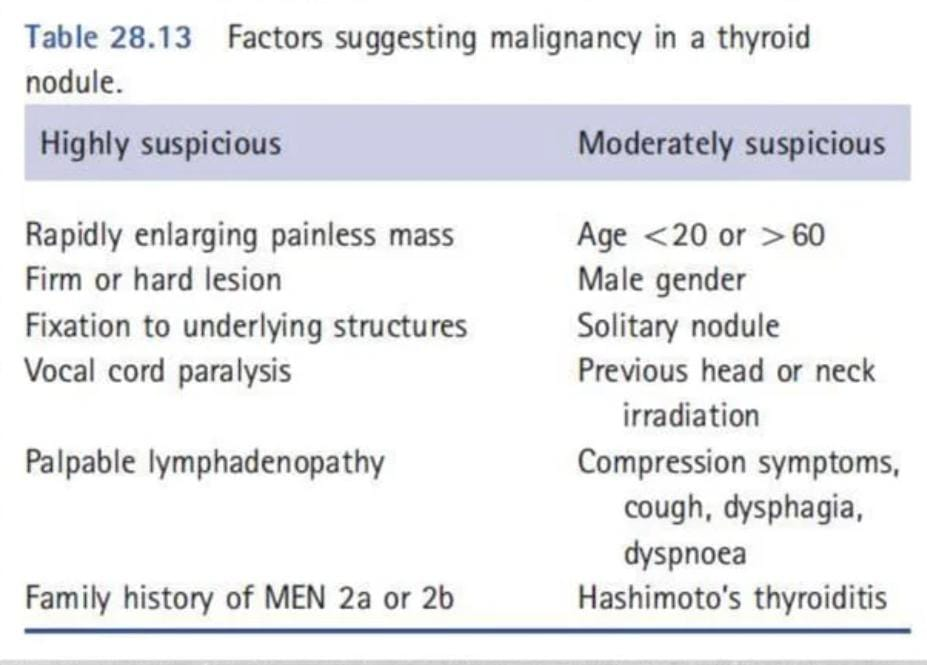 Table 28.13 Factors suggesting malignancy in a thyroid
nodule.
Highly suspicious Moderately suspicious
Rapidly enlarging painless mass Age <20 or >60
Firm or hard lesion Male gender
Fixation to underlying structures Solitary nodule
Vocal cord paralysis Previous head or neck
irradiation
Palpable lymphadenopathy Compression symptoms,
cough, dysphagia,
dyspnoea
Family history of MEN 2a or 2b Hashimoto's thyroiditis